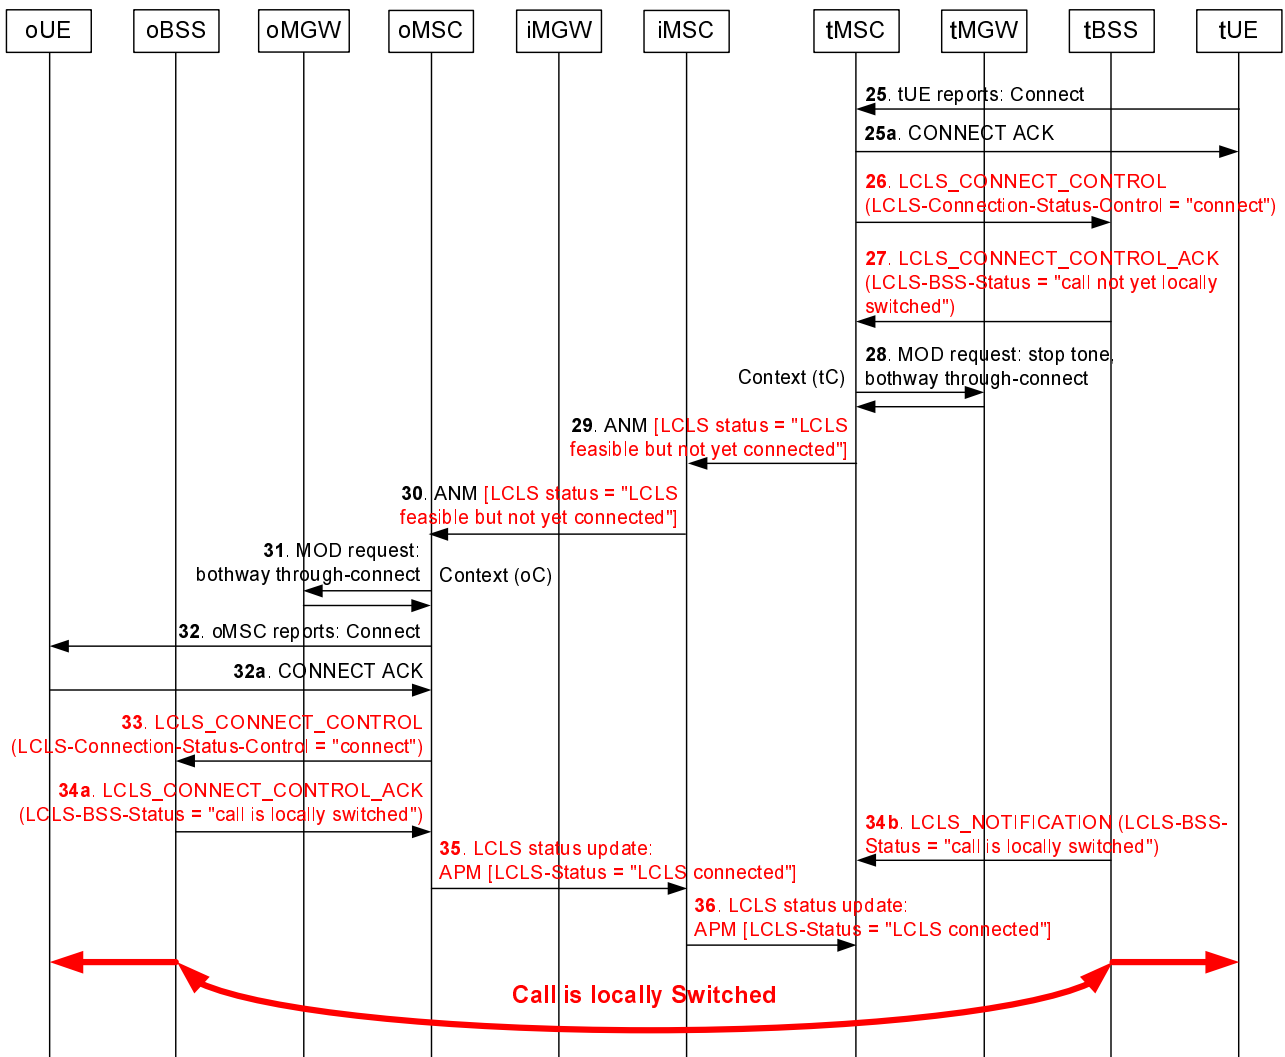 oUE oBSS oMGW oMSC iMGW iMSC tMSC tMGW tBSS tUE
25. tUE reports: Connect
25a. CONNECT ACK
26. LCLS_CONNECT_CONTROL
(LCLS-Connection-Status-Control = "connect")
27. LCLS_CONNECT_CONTROL_ACK
(LCLS-BSS-Status = "call not yet locally
switched")
28. MOD request: stop tone,
bothway through-connect
Context (tC)
29. ANM [LCLS status = "LCLS
feasible but not yet connected"]
30. ANM [LCLS status = "LCLS
feasible but not yet connected"]
31. MOD request:
bothway through-connect
Context (oC)
32. oMSC reports: Connect
32a. CONNECT ACK
33. LCLS_CONNECT_CONTROL
(LCLS-Connection-Status-Control = "connect")
34a. LCLS_CONNECT_CONTROL_ACK
(LCLS-BSS-Status = "call is locally switched")
34b. LCLS_NOTIFICATION (LCLS-BSS-
Status = "call is locally switched")
35. LCLS status update:
APM [LCLS-Status = "LCLS connected"]
36. LCLS status update:
APM [LCLS-Status = "LCLS connected"]
Call is locally Switched